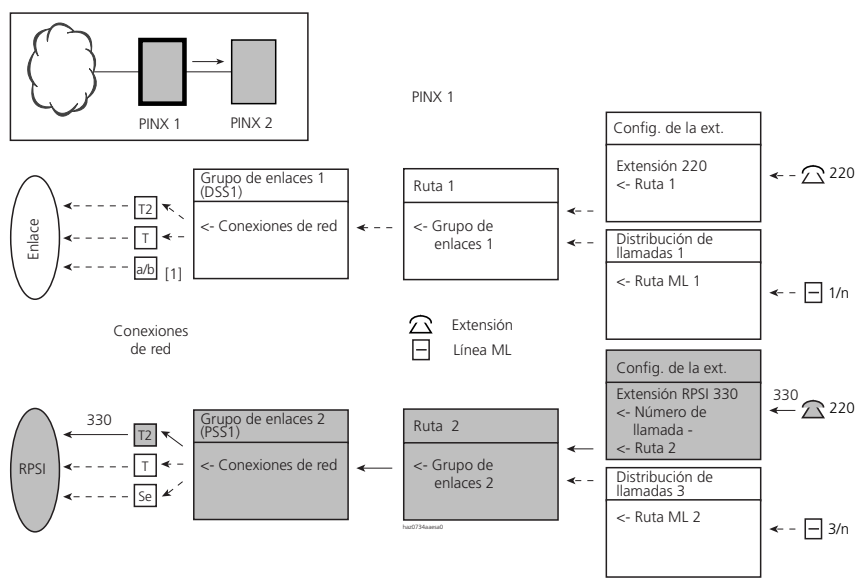 PINX 1
PINX 2
PINX 1
Config. de la ext.
Extensión 220
<- Ruta 1
220
Grupo de enlaces 1
(DSS1)
<- Conexiones de red
Ruta 1
<- Grupo de
enlaces 1
Distribución de
llamadas 1
<- Ruta ML 1
1/n
Enlace
T2
T
a/b
[1]
Conexiones
de red
Extensión
Línea ML
Config. de la ext.
Extensión RPSI 330
<- Número de
llamada -
<- Ruta 2
330
220
RPSI
330
T2
T
Se
Grupo de enlaces 2
(PSS1)
<- Conexiones de red
Ruta 2
<- Grupo de
enlaces 2
haz0734aaesa0
Distribución de
llamadas 3
<- Ruta ML 2
3/n